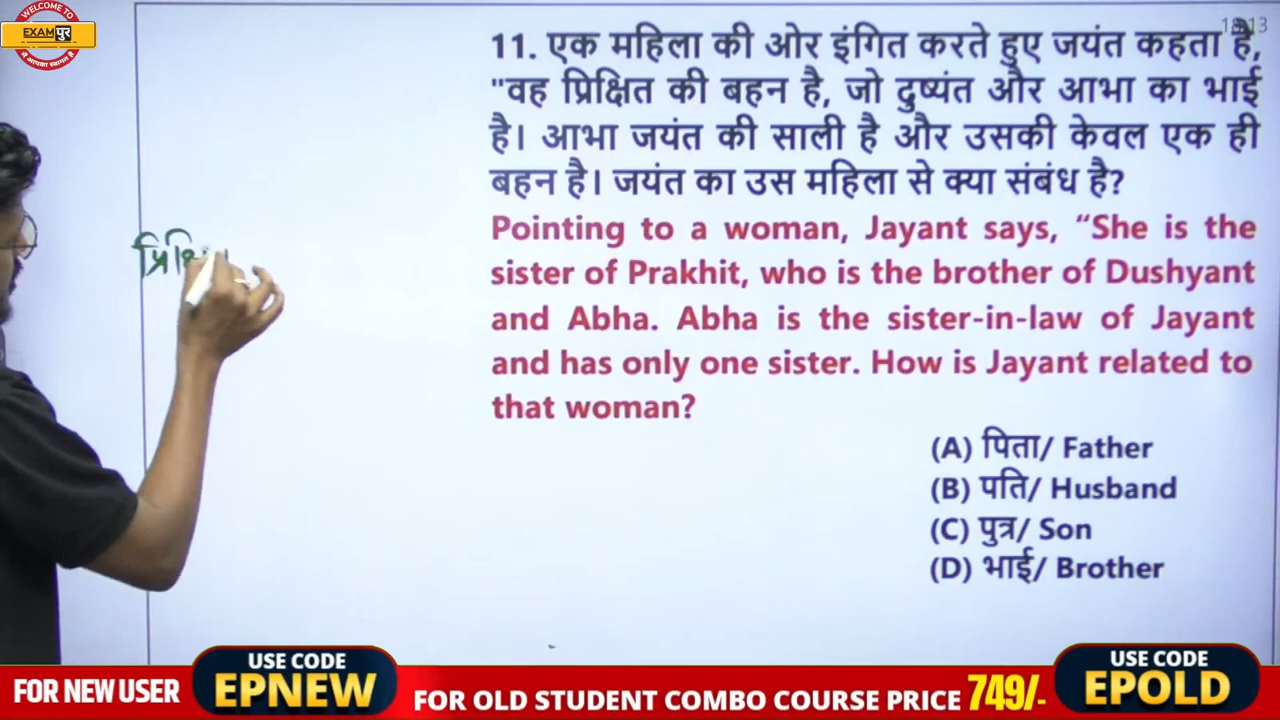 WELCOME TO
EXAMपुर
में आपका स्वागत है
11. एक महिला की ओर इंगित करते हुए जयंत कहता है,
"वह प्रिक्षित की बहन है, जो दुष्यंत और आभा का भाई
है। आभा जयंत की साली है और उसकी केवल एक ही
बहन है। जयंत का उस महिला से क्या संबंध है?
Pointing to a woman, Jayant says, “She is the
sister of Prakhit, who is the brother of Dushyant
and Abha. Abha is the sister-in-law of Jayant
and has only one sister. How is Jayant related to
that woman?
(A) पिता/ Father
(B) पति/ Husband
(C) पुत्र/ Son
(D) भाई/ Brother
FOR NEW USER
USE CODE
EPNEW
FOR OLD STUDENT COMBO COURSE PRICE 749/-
USE CODE
EPOLD